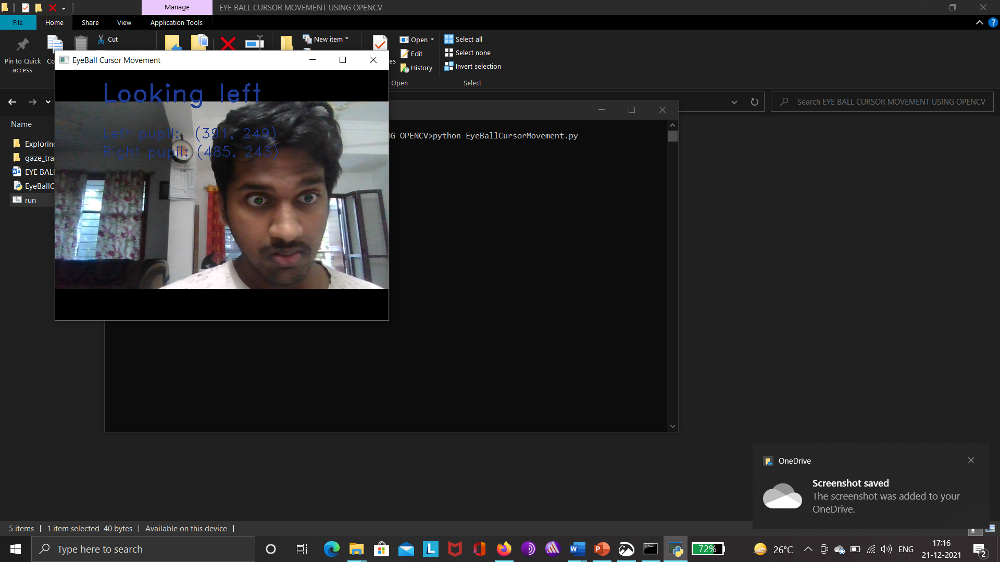 Manage
EYE BALL CURSOR MOVEMENT USING OPENCV
File
Home
Share
View
Application Tools
Pin to Quick
access
Cut
New item
Open
Edit
History
Open
Select all
Select none
Invert selection
Select
EyeBall Cursor Movement
Looking left
Left pupil: (391, 249)
Right pupil: (485, 243)
Search EYE BALL CURSOR MOVEMENT USING OPENCV
Name
Exploring
gaze_tra
EYE BALL
EyeBallC
run
NG OPENCV>python EyeBallCursorMovement.py
OneDrive
Screenshot saved
The screenshot was added to your
OneDrive.
5 items
1 item selected 40 bytes
Available on this device
Type here to search
72%
26°C
ENG
17:16
21-12-2021
2